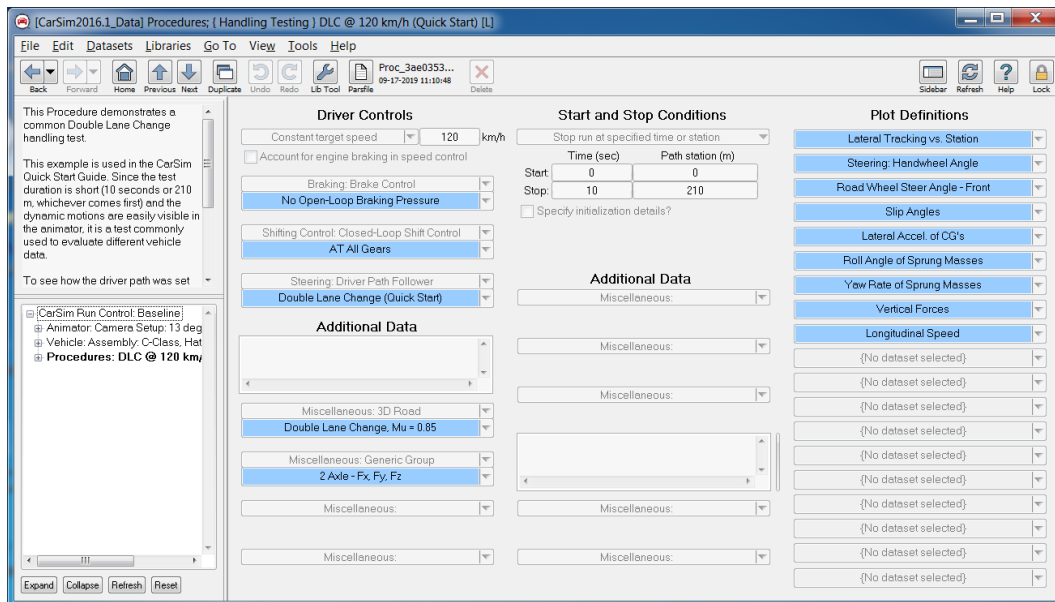 [CarSim2016.1_Data] Procedures; { Handling Testing } DLC @ 120 km/h (Quick Start) [L]
File Edit Datasets Libraries Go To View Tools Help
Back Forward Home Previous Next Duplicate Undo Redo Lib Tool Parsfile
Proc_3ae0353...
09-17-2019 11:10:48
Delete Sidebar Refresh Help Lock
This Procedure demonstrates a
common Double Lane Change
handling test.
This example is used in the CarSim
Quick Start Guide. Since the test
duration is short (10 seconds or 210
m, whichever comes first) and the
dynamic motions are easily visible in
the animator, it is a test commonly
used to evaluate different vehicle
data.
To see how the driver path was set
CarSim Run Control: Baseline
Animator: Camera Setup: 13 deg
Vehicle: Assembly: C-Class, Hat
Procedures: DLC @ 120 km/
Expand Collapse Refresh Reset
Driver Controls
Constant target speed 120 km/h
Account for engine braking in speed control
Braking: Brake Control
No Open-Loop Braking Pressure
Shifting Control: Closed-Loop Shift Control
AT All Gears
Steering: Driver Path Follower
Double Lane Change (Quick Start)
Additional Data
Miscellaneous: 3D Road
Double Lane Change, Mu = 0.85
Miscellaneous: Generic Group
2 Axle - Fx, Fy, Fz
Miscellaneous:
Miscellaneous:
Start and Stop Conditions
Stop run at specified time or station
Time (sec) Path station (m)
Start: 0 0
Stop: 10 210
Specify initialization details?
Additional Data
Miscellaneous:
Miscellaneous:
Miscellaneous:
Miscellaneous:
Miscellaneous:
Plot Definitions
Lateral Tracking vs. Station
Steering: Handwheel Angle
Road Wheel Steer Angle - Front
Slip Angles
Lateral Accel. of CG's
Roll Angle of Sprung Masses
Yaw Rate of Sprung Masses
Vertical Forces
Longitudinal Speed
{No dataset selected}
{No dataset selected}
{No dataset selected}
{No dataset selected}
{No dataset selected}
{No dataset selected}
{No dataset selected}
{No dataset selected}
{No dataset selected}
{No dataset selected}